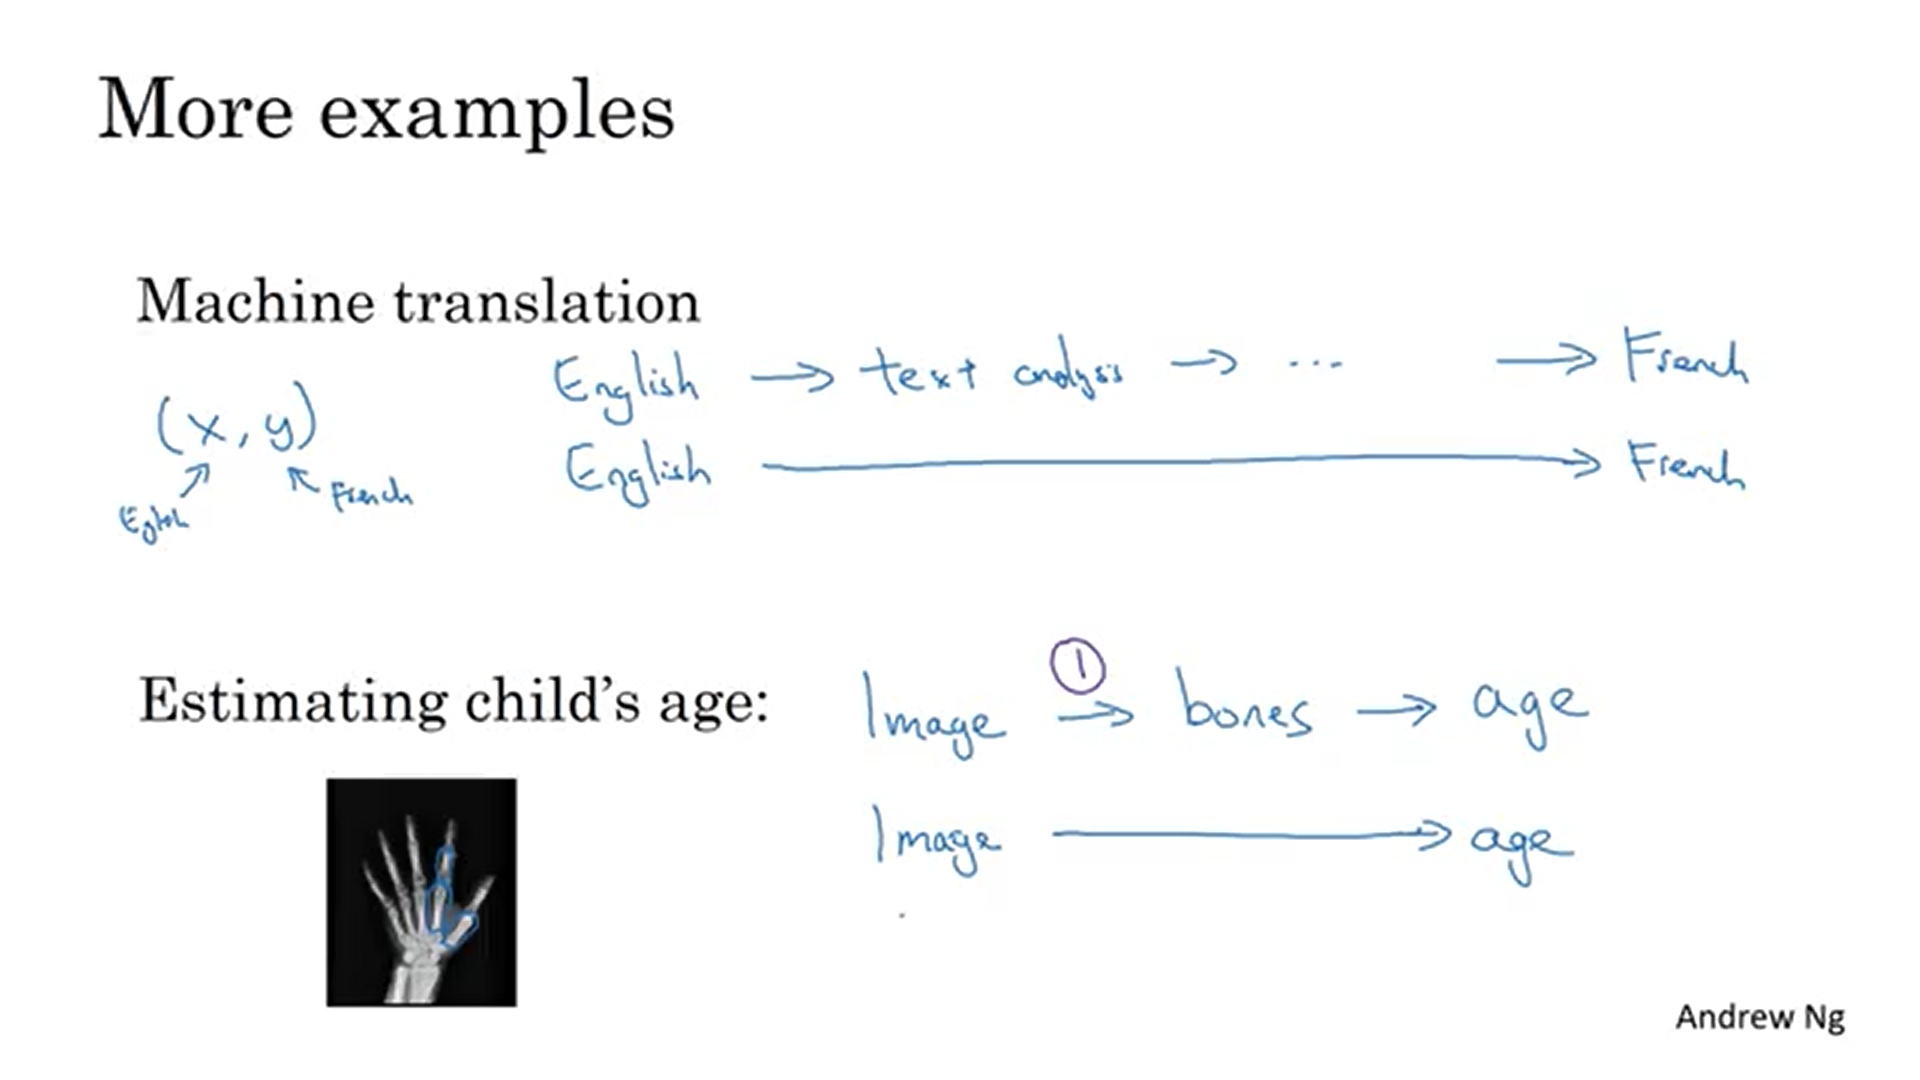 More examples
Machine translation
English → text analysis → ... → French
(x, y)
English → French
French
Estimating child's age:
①
Image → bones → age
Image → age
Andrew Ng